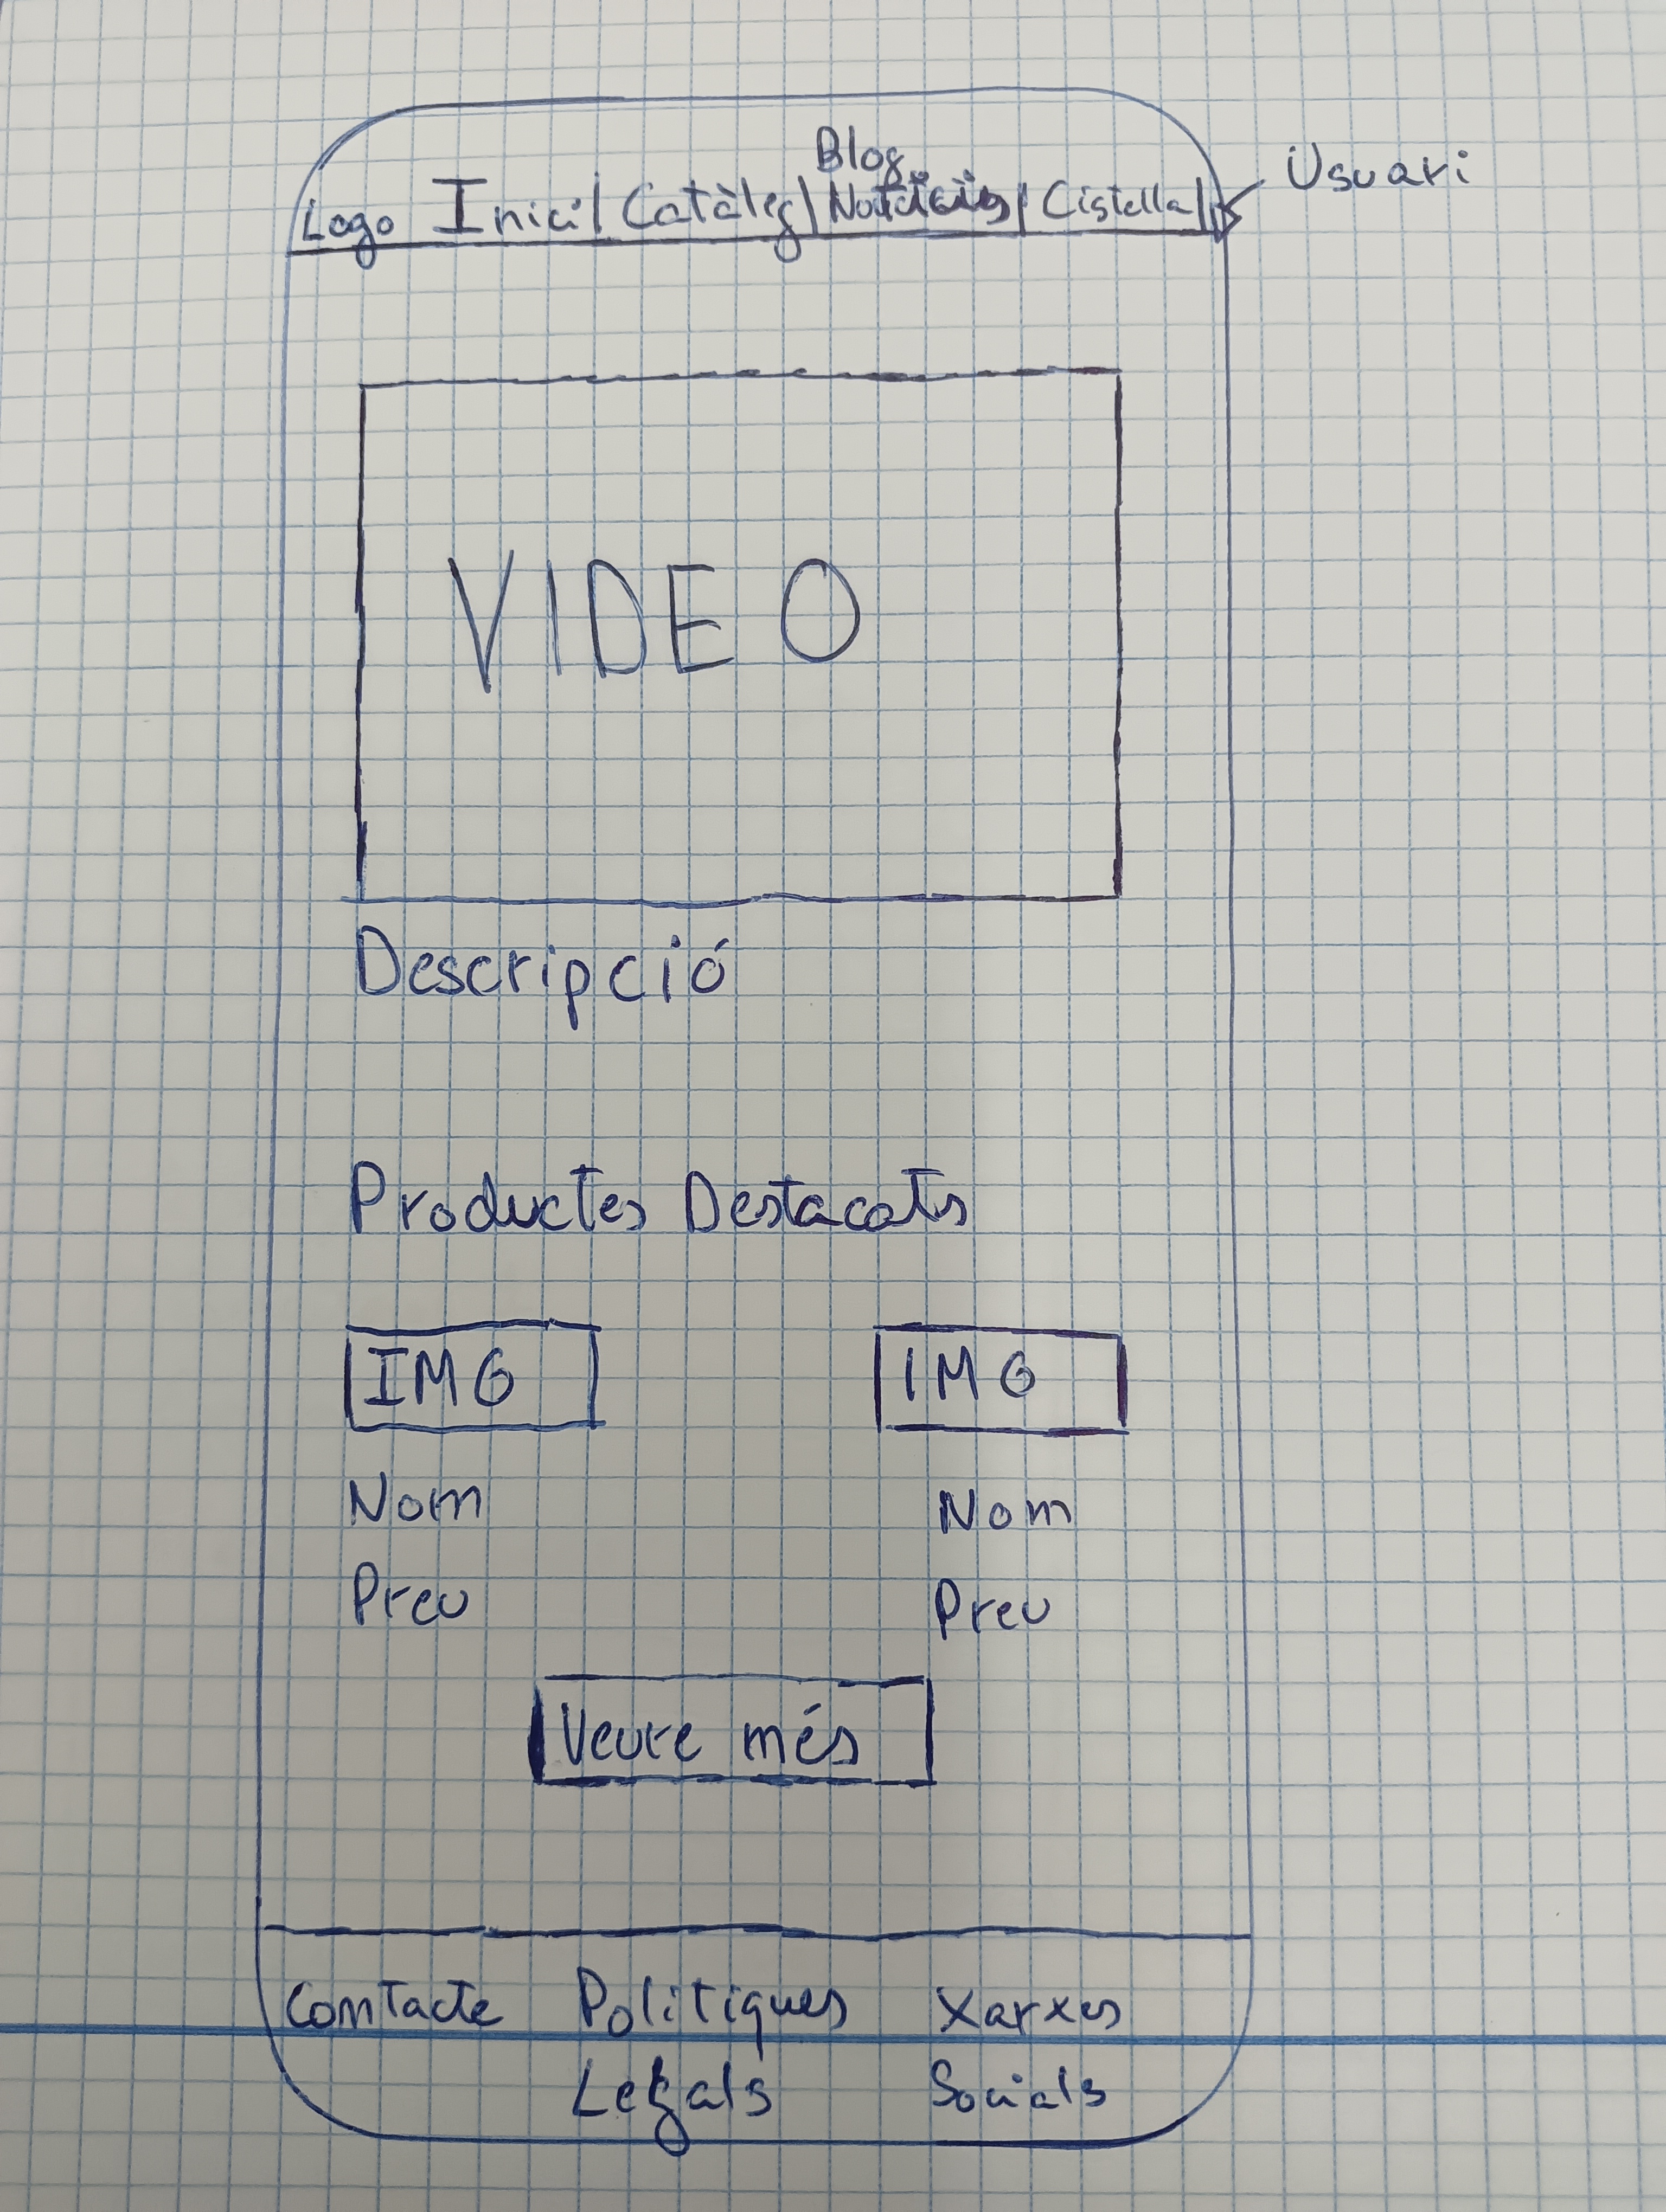 Blog
Usuari
Logo Inici | Catàleg | Notícies | Cistella |
VIDEO
Descripció
Productes Destacats
IMG IMG
Nom Nom
Preu Preu
Veure més
Contacte Politiques Xarxes
Legals Socials